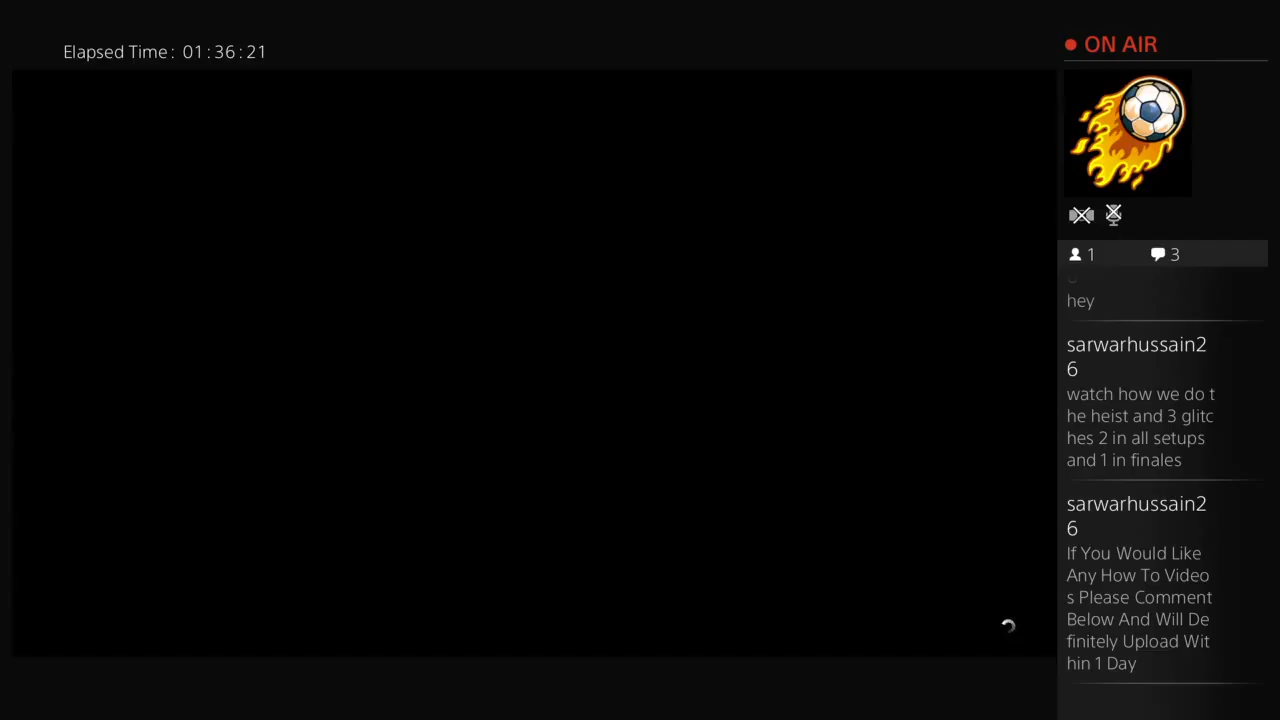 Elapsed Time: 01:36:21
ON AIR
1 3
hey
sarwarhussain2
6
watch how we do t
he heist and 3 glitc
hes 2 in all setups
and 1 in finales
sarwarhussain2
6
If You Would Like
Any How To Video
s Please Comment
Below And Will De
finitely Upload Wit
hin 1 Day